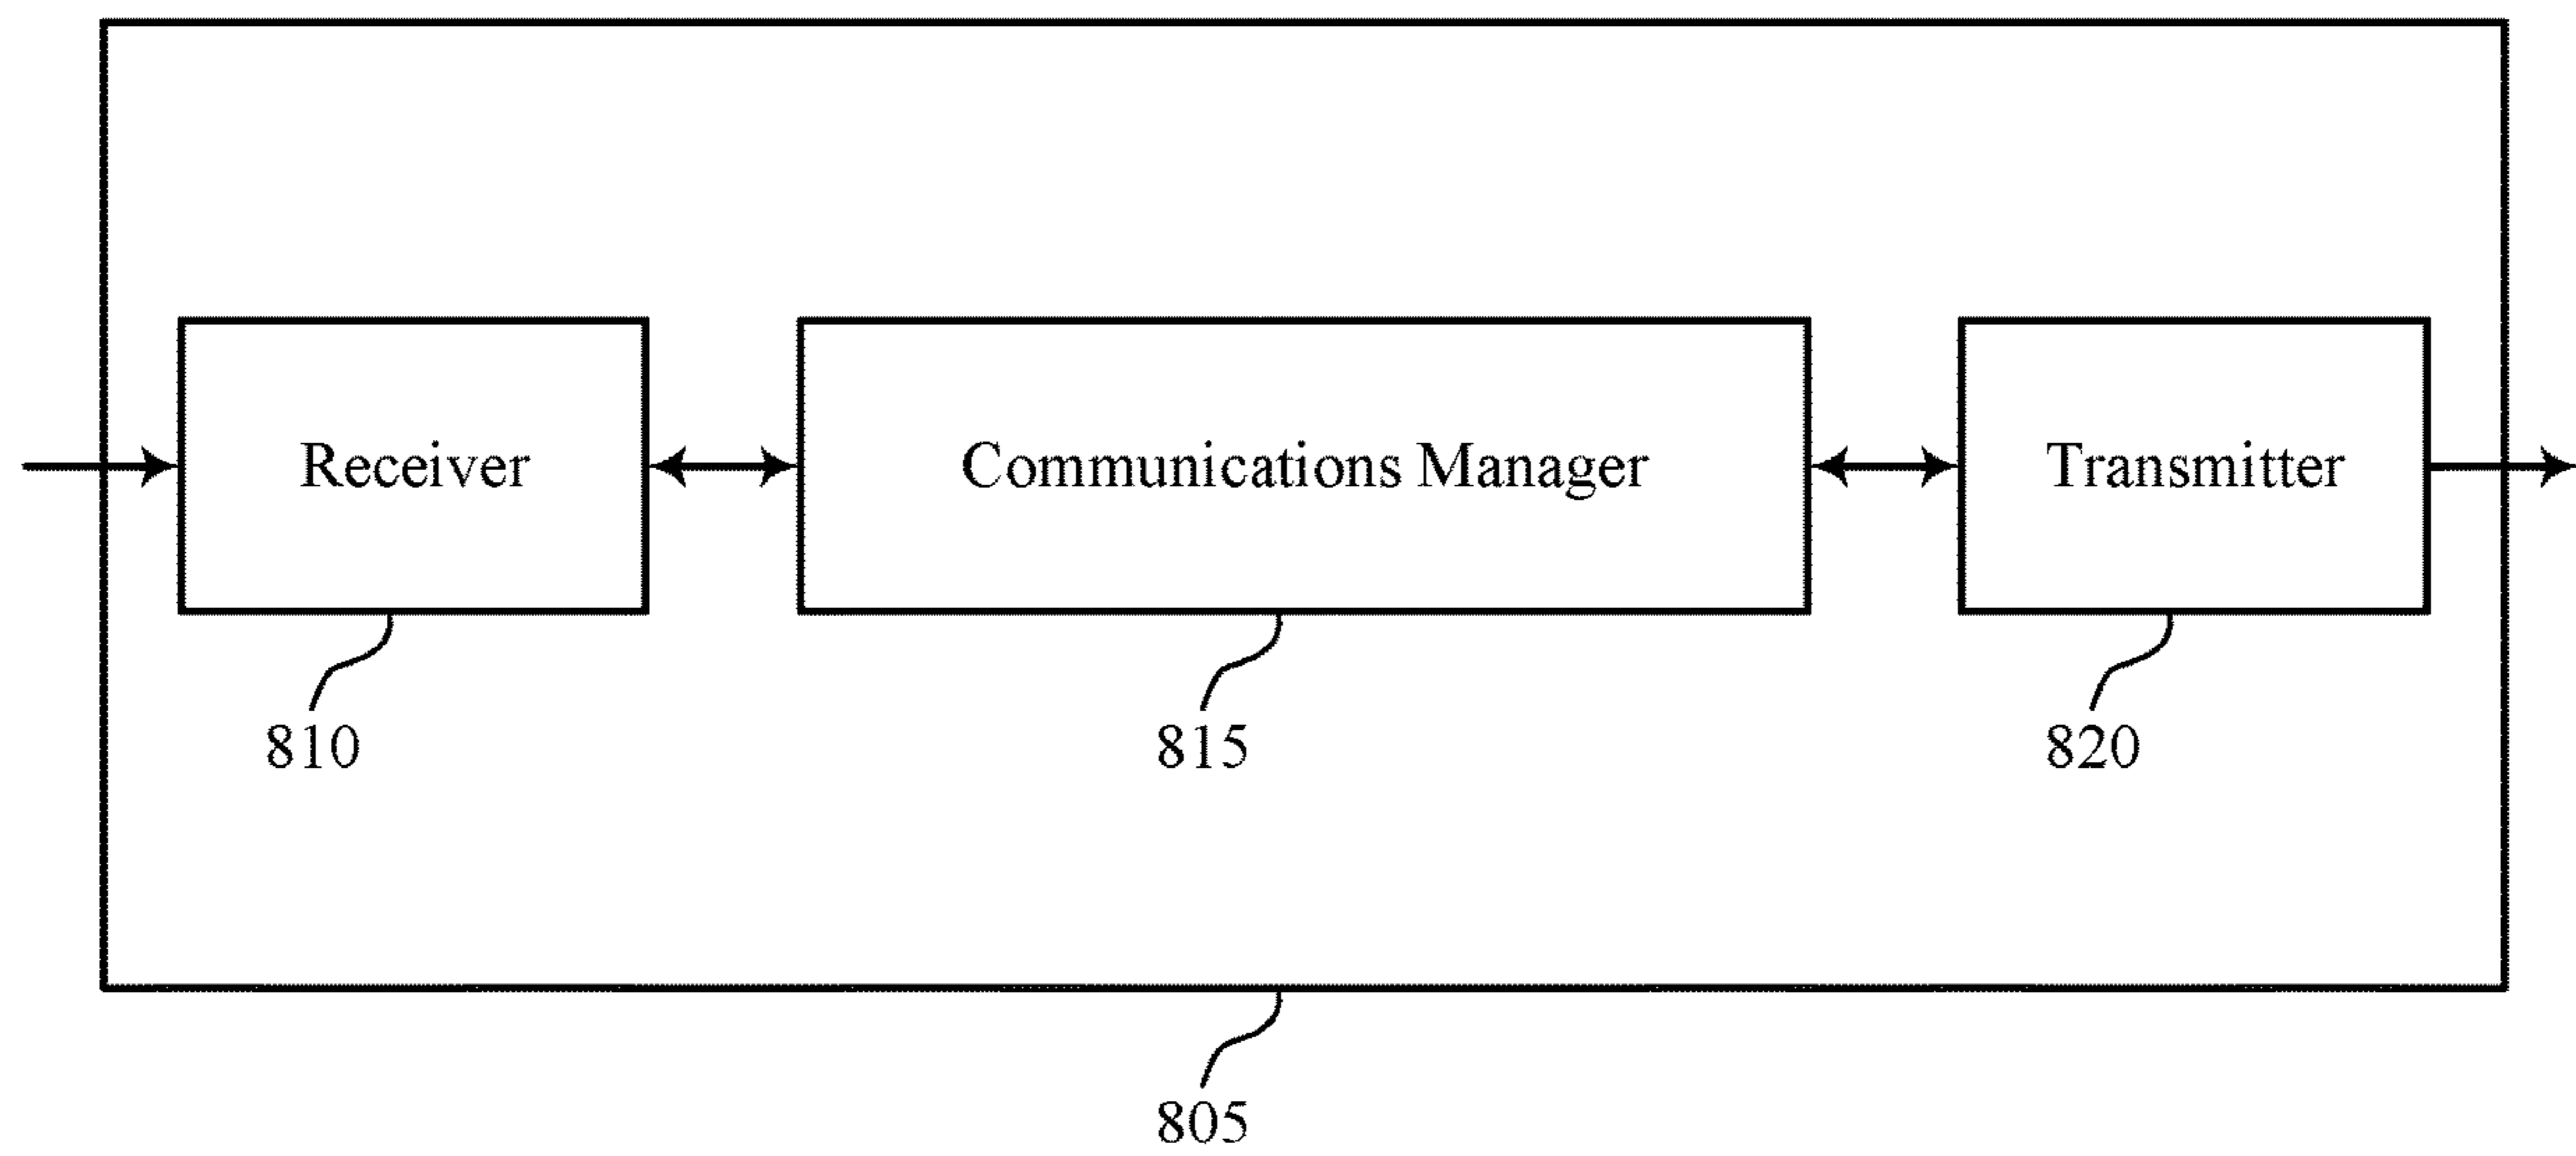 Receiver
Communications Manager
Transmitter
810
815
820
805